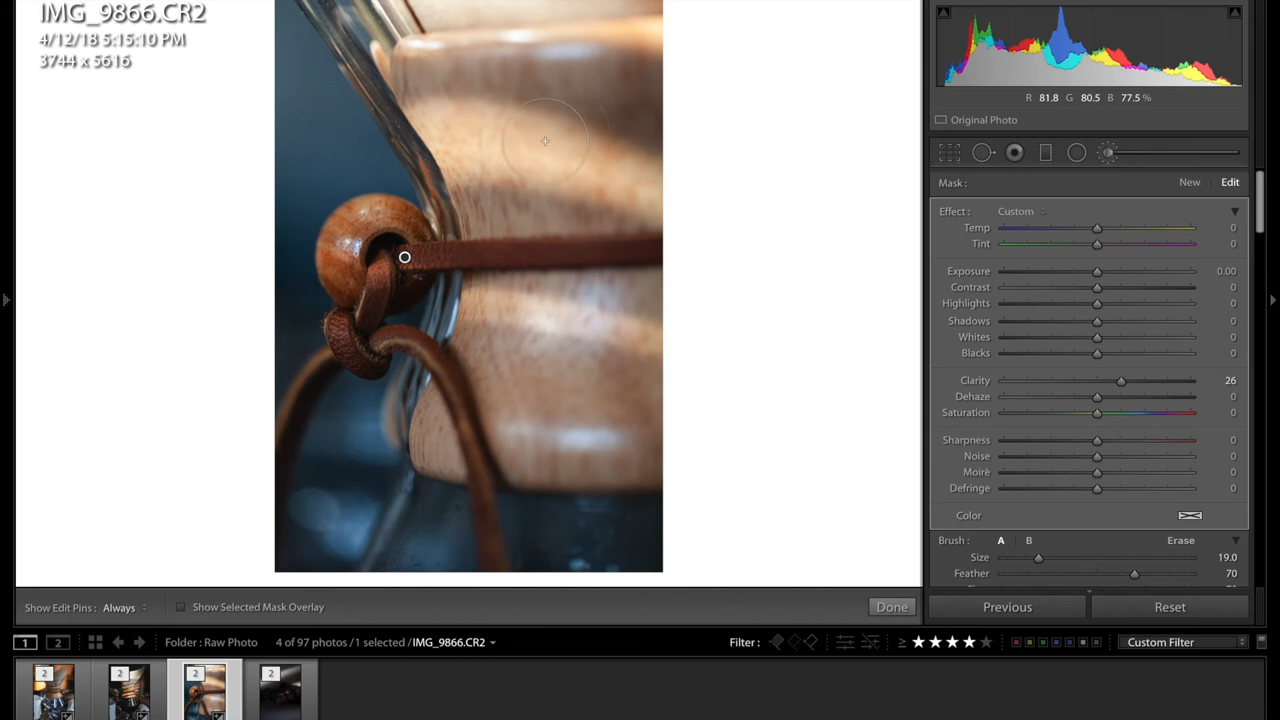 IMG_9866.CR2
4/12/18 5:15:10 PM
3744 x 5616
R 81.8 G 80.5 B 77.5 %
Original Photo
Mask : New Edit
Effect : Custom
Temp 0
Tint 0
Exposure 0.00
Contrast 0
Highlights 0
Shadows 0
Whites 0
Blacks 0
Clarity 26
Dehaze 0
Saturation 0
Sharpness 0
Noise 0
Moiré 0
Defringe 0
Color
Brush : A B Erase
Size 19.0
Feather 70
Show Edit Pins : Always Show Selected Mask Overlay Done
Previous Reset
1 2 Folder : Raw Photo 4 of 97 photos /1 selected /IMG_9866.CR2 Filter : ≥ ★★★★★ Custom Filter
2 2 2 2